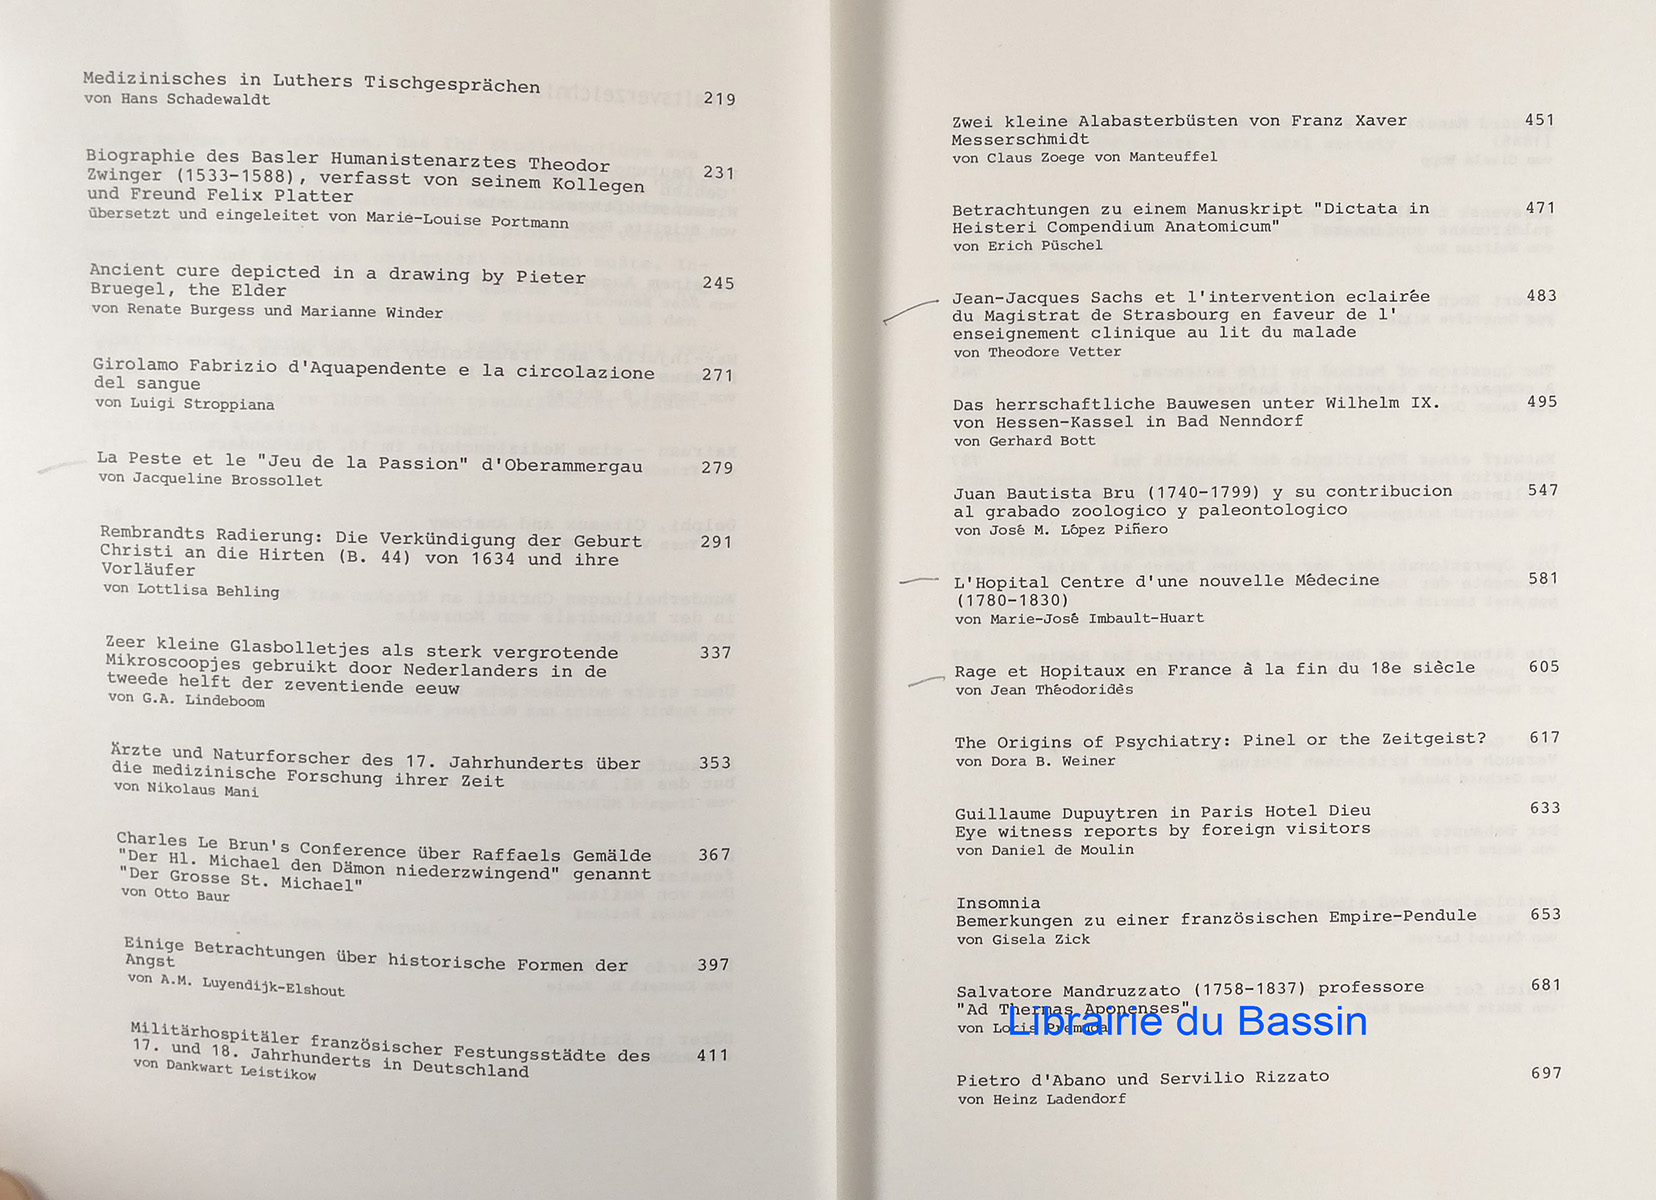 Medizinisches in Luthers Tischgesprächen 219
von Hans Schadewaldt
Biographie des Basler Humanistenarztes Theodor 231
Zwinger (1533-1588), verfasst von seinem Kollegen
und Freund Felix Platter
übersetzt und eingeleitet von Marie-Louise Portmann
Ancient cure depicted in a drawing by Pieter 245
Bruegel, the Elder
von Renate Burgess und Marianne Winder
Girolamo Fabrizio d'Aquapendente e la circolazione 271
del sangue
von Luigi Stroppiana
La Peste et le "Jeu de la Passion" d'Oberammergau 279
von Jacqueline Brossollet
Rembrandts Radierung: Die Verkündigung der Geburt 291
Christi an die Hirten (B. 44) von 1634 und ihre
Vorläufer
von Lottlisa Behling
Zeer kleine Glasbolletjes als sterk vergrotende 337
Mikroscoopjes gebruikt door Nederlanders in de
tweede helft der zeventiende eeuw
von G.A. Lindeboom
Ärzte und Naturforscher des 17. Jahrhunderts über 353
die medizinische Forschung ihrer Zeit
von Nikolaus Mani
Charles Le Brun's Conference über Raffaels Gemälde 367
"Der Hl. Michael den Dämon niederzwingend" genannt
"Der Grosse St. Michael"
von Otto Baur
Einige Betrachtungen über historische Formen der 397
Angst
von A.M. Luyendijk-Elshout
Militärhospitäler französischer Festungsstädte des 411
17. und 18. Jahrhunderts in Deutschland
von Dankwart Leistikow
Zwei kleine Alabasterbüsten von Franz Xaver 451
Messerschmidt
von Claus Zoege von Manteuffel
Betrachtungen zu einem Manuskript "Dictata in 471
Heisteri Compendium Anatomicum"
von Erich Püschel
Jean-Jacques Sachs et l'intervention eclairée 483
du Magistrat de Strasbourg en faveur de l'
enseignement clinique au lit du malade
von Theodore Vetter
Das herrschaftliche Bauwesen unter Wilhelm IX. 495
von Hessen-Kassel in Bad Nenndorf
von Gerhard Bott
Juan Bautista Bru (1740-1799) y su contribucion 547
al grabado zoologico y paleontologico
von José M. López Piñero
L'Hopital Centre d'une nouvelle Médecine 581
(1780-1830)
von Marie-José Imbault-Huart
Rage et Hopitaux en France à la fin du 18e siècle 605
von Jean Théodoridès
The Origins of Psychiatry: Pinel or the Zeitgeist? 617
von Dora B. Weiner
Guillaume Dupuytren in Paris Hotel Dieu 633
Eye witness reports by foreign visitors
von Daniel de Moulin
Insomnia
Bemerkungen zu einer französischen Empire-Pendule 653
von Gisela Zick
Salvatore Mandruzzato (1758-1837) professore 681
"Ad Thermas Aponenses"
von Loris Premuda
Librairie du Bassin
Pietro d'Abano und Servilio Rizzato 697
von Heinz Ladendorf